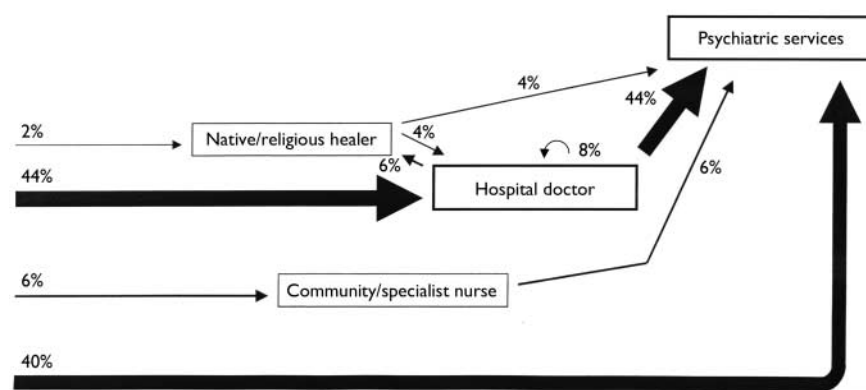 Psychiatric services
4%
44%
2%
Native/religious healer
4%
8%
6%
6%
44%
Hospital doctor
6%
Community/specialist nurse
40%